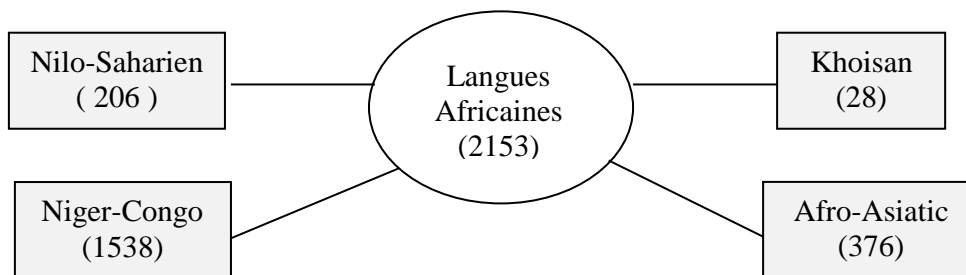 Nilo-Saharien
( 206 )
Langues
Africaines
(2153)
Khoisan
(28)
Niger-Congo
(1538)
Afro-Asiatic
(376)